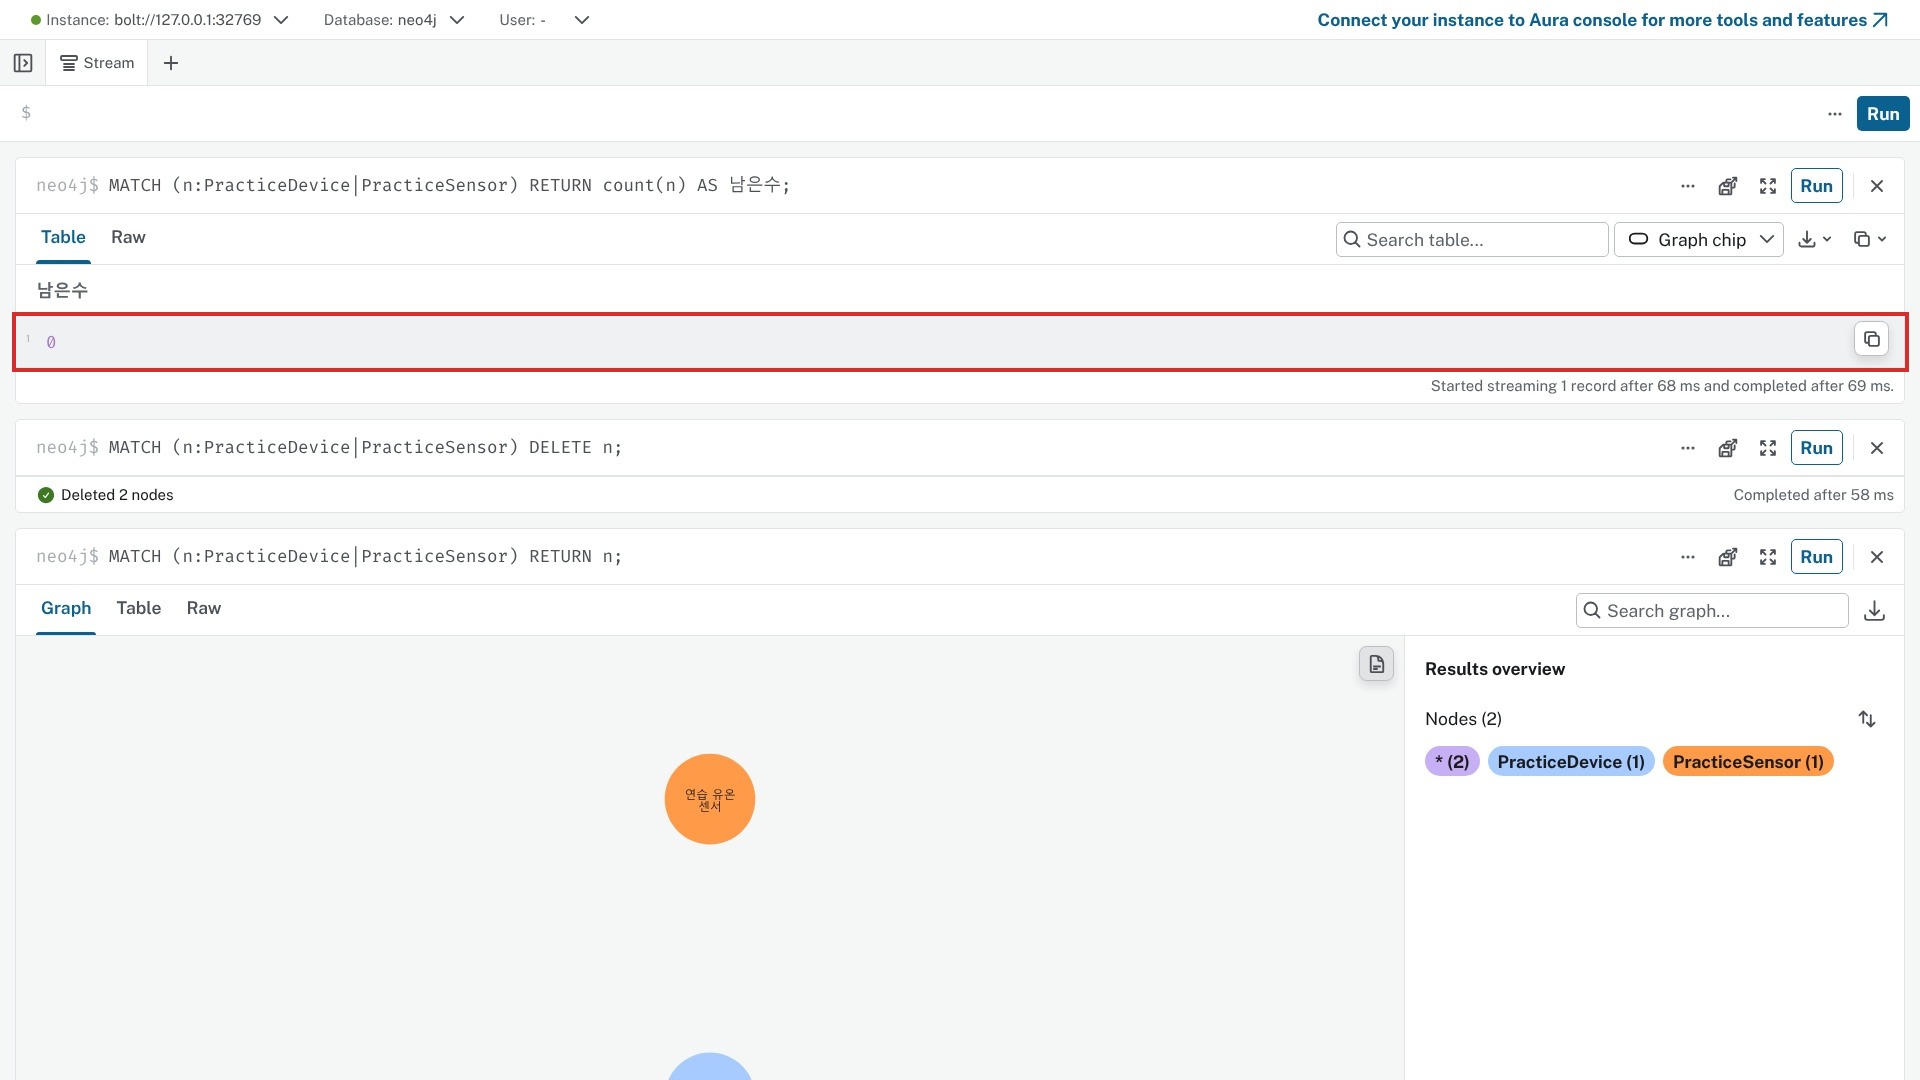 Instance: bolt://127.0.0.1:32769 Database: neo4j User: - Connect your instance to Aura console for more tools and features
Stream
$ Run
neo4j$ MATCH (n:PracticeDevice|PracticeSensor) RETURN count(n) AS 남은수; Run
Table Raw Search table... Graph chip
남은수
1 0
Started streaming 1 record after 68 ms and completed after 69 ms.
neo4j$ MATCH (n:PracticeDevice|PracticeSensor) DELETE n; Run
Deleted 2 nodes Completed after 58 ms
neo4j$ MATCH (n:PracticeDevice|PracticeSensor) RETURN n; Run
Graph Table Raw Search graph...
Results overview
Nodes (2)
* (2) PracticeDevice (1) PracticeSensor (1)
연습 유온
센서